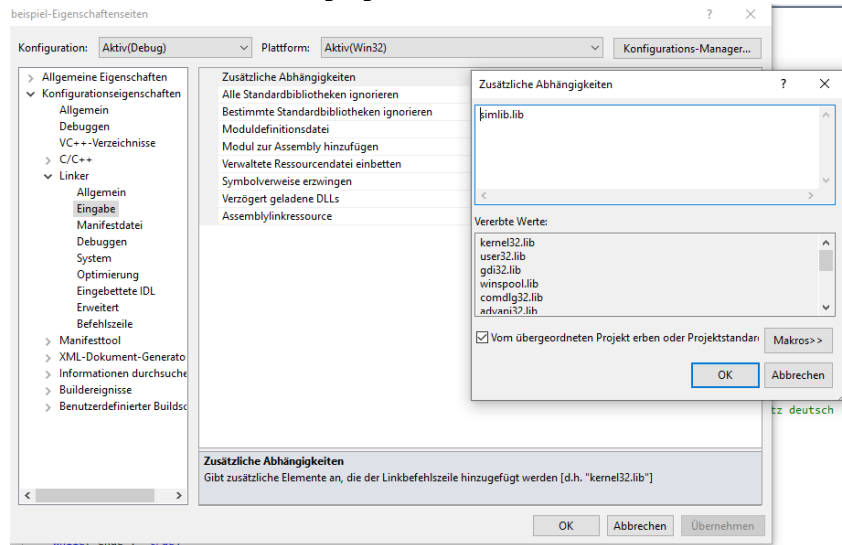 beispiel-Eigenschaftenseiten ? ×
Konfiguration: Aktiv(Debug) Plattform: Aktiv(Win32) Konfigurations-Manager...
Allgemeine Eigenschaften
Konfigurationseigenschaften
Allgemein
Debuggen
VC++-Verzeichnisse
C/C++
Linker
Allgemein
Eingabe
Manifestdatei
Debuggen
System
Optimierung
Eingebettete IDL
Erweitert
Befehlszeile
Manifesttool
XML-Dokument-Generato
Informationen durchsuche
Buildereignisse
Benutzerdefinierter Buildsc
Zusätzliche Abhängigkeiten
Alle Standardbibliotheken ignorieren
Bestimmte Standardbibliotheken ignorieren
Moduldefinitionsdatei
Modul zur Assembly hinzufügen
Verwaltete Ressourcendatei einbetten
Symbolverweise erzwingen
Verzögert geladene DLLs
Assemblylinkressource
Zusätzliche Abhängigkeiten ? ×
simlib.lib
Vererbte Werte:
kernel32.lib
user32.lib
gdi32.lib
winspool.lib
comdlg32.lib
advapi32.lib
Vom übergeordneten Projekt erben oder Projektstandar
Makros>>
OK Abbrechen
tz deutsch
Zusätzliche Abhängigkeiten
Gibt zusätzliche Elemente an, die der Linkbefehlszeile hinzugefügt werden [d.h. "kernel32.lib"]
OK Abbrechen Übernehmen